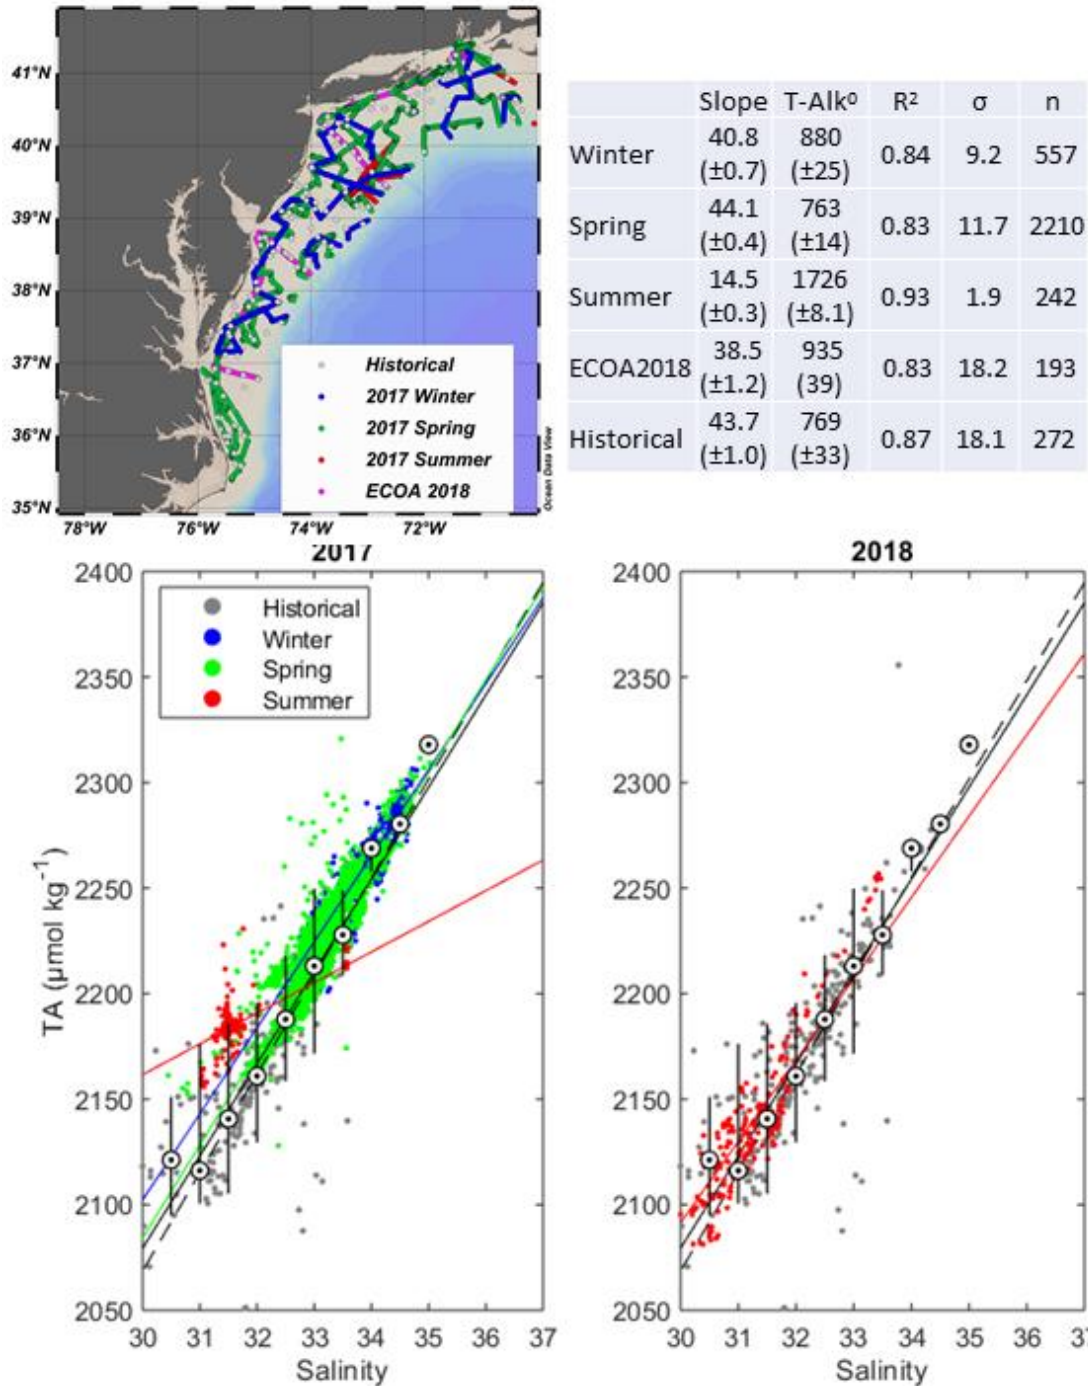 41°N
40°N
39°N
38°N
37°N
36°N
35°N
78°W 76°W 74°W 72°W
Historical
2017 Winter
2017 Spring
2017 Summer
ECOA 2018
Ocean Data View
Slope T-Alk⁰ R² σ n
Winter 40.8 (±0.7) 880 (±25) 0.84 9.2 557
Spring 44.1 (±0.4) 763 (±14) 0.83 11.7 2210
Summer 14.5 (±0.3) 1726 (±8.1) 0.93 1.9 242
ECOA2018 38.5 (±1.2) 935 (39) 0.83 18.2 193
Historical 43.7 (±1.0) 769 (±33) 0.87 18.1 272
2017
Historical
Winter
Spring
Summer
TA (μmol kg⁻¹)
2400
2350
2300
2250
2200
2150
2100
2050
30 31 32 33 34 35 36 37
Salinity
2018
2400
2350
2300
2250
2200
2150
2100
2050
30 31 32 33 34 35 36 37
Salinity